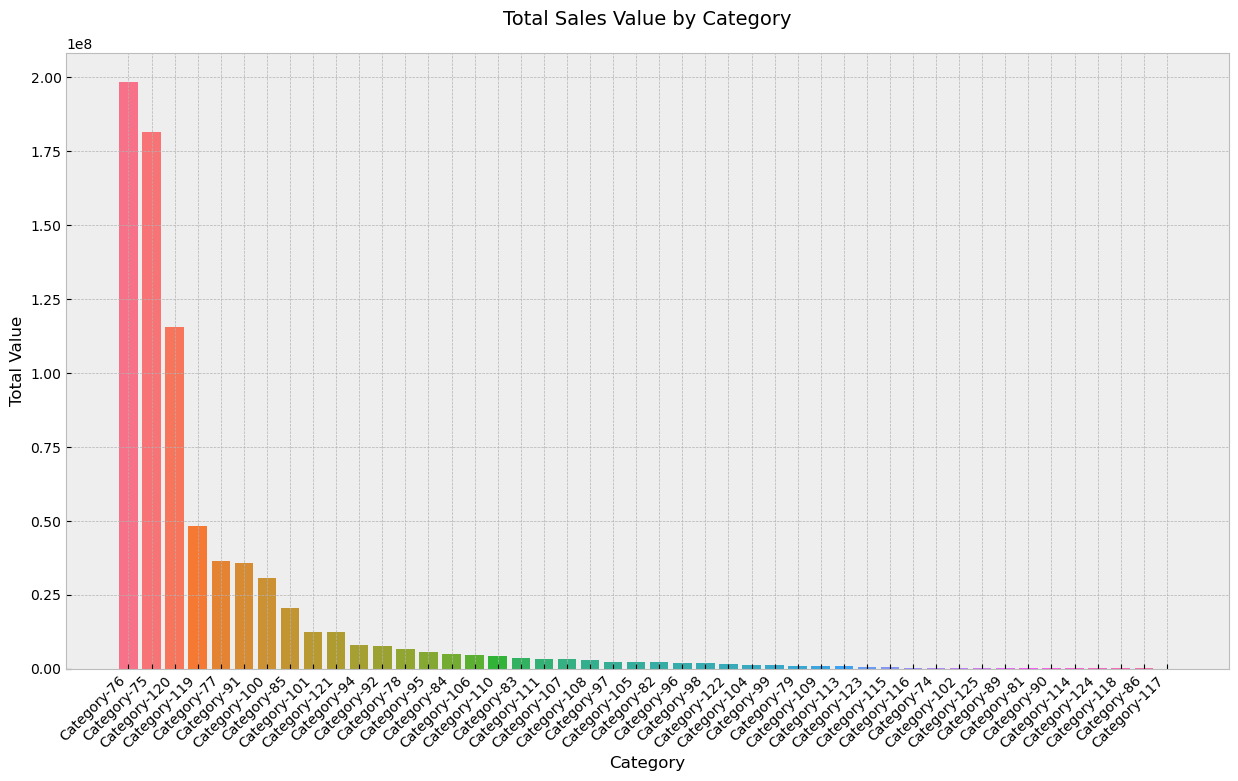 Total Sales Value by Category
1e8
2.00
1.75
1.50
1.25
1.00
0.75
0.50
0.25
0.00
Total Value
Category-76
Category-75
Category-120
Category-119
Category-77
Category-91
Category-100
Category-85
Category-101
Category-121
Category-94
Category-92
Category-78
Category-95
Category-84
Category-106
Category-110
Category-83
Category-111
Category-107
Category-108
Category-97
Category-105
Category-82
Category-96
Category-98
Category-122
Category-104
Category-99
Category-79
Category-109
Category-113
Category-123
Category-115
Category-116
Category-74
Category-102
Category-125
Category-89
Category-81
Category-90
Category-114
Category-124
Category-118
Category-86
Category-117
Category